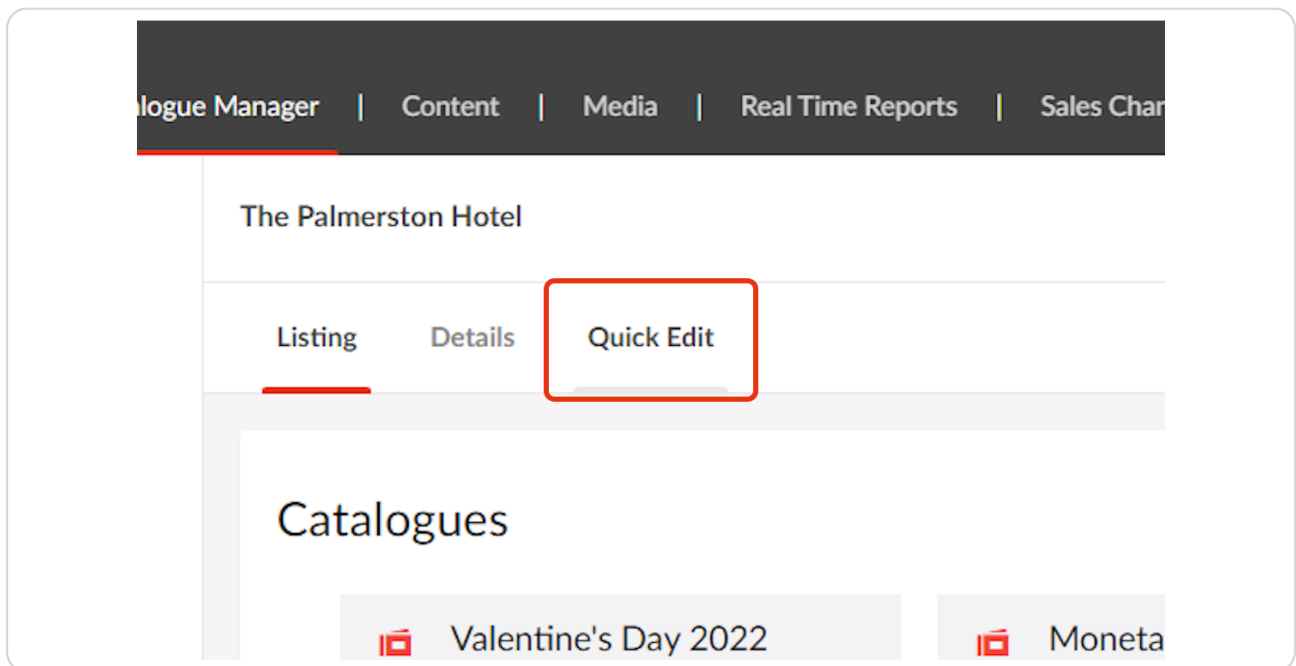 logue Manager | Content | Media | Real Time Reports | Sales Char
The Palmerston Hotel
Listing Details Quick Edit
Catalogues
Valentine's Day 2022 Moneta